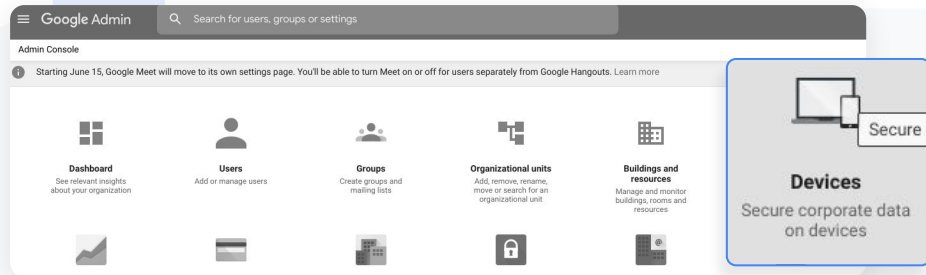 Google Admin
Search for users, groups or settings
Admin Console
Starting June 15, Google Meet will move to its own settings page. You'll be able to turn Meet on or off for users separately from Google Hangouts. Learn more
Dashboard
See relevant insights
about your organization
Users
Add or manage users
Groups
Create groups and
mailing lists
Organizational units
Add, remove, rename,
move or search for an
organizational unit
Buildings and
resources
Manage and monitor
buildings, rooms and
resources
Secure
Devices
Secure corporate data
on devices
@